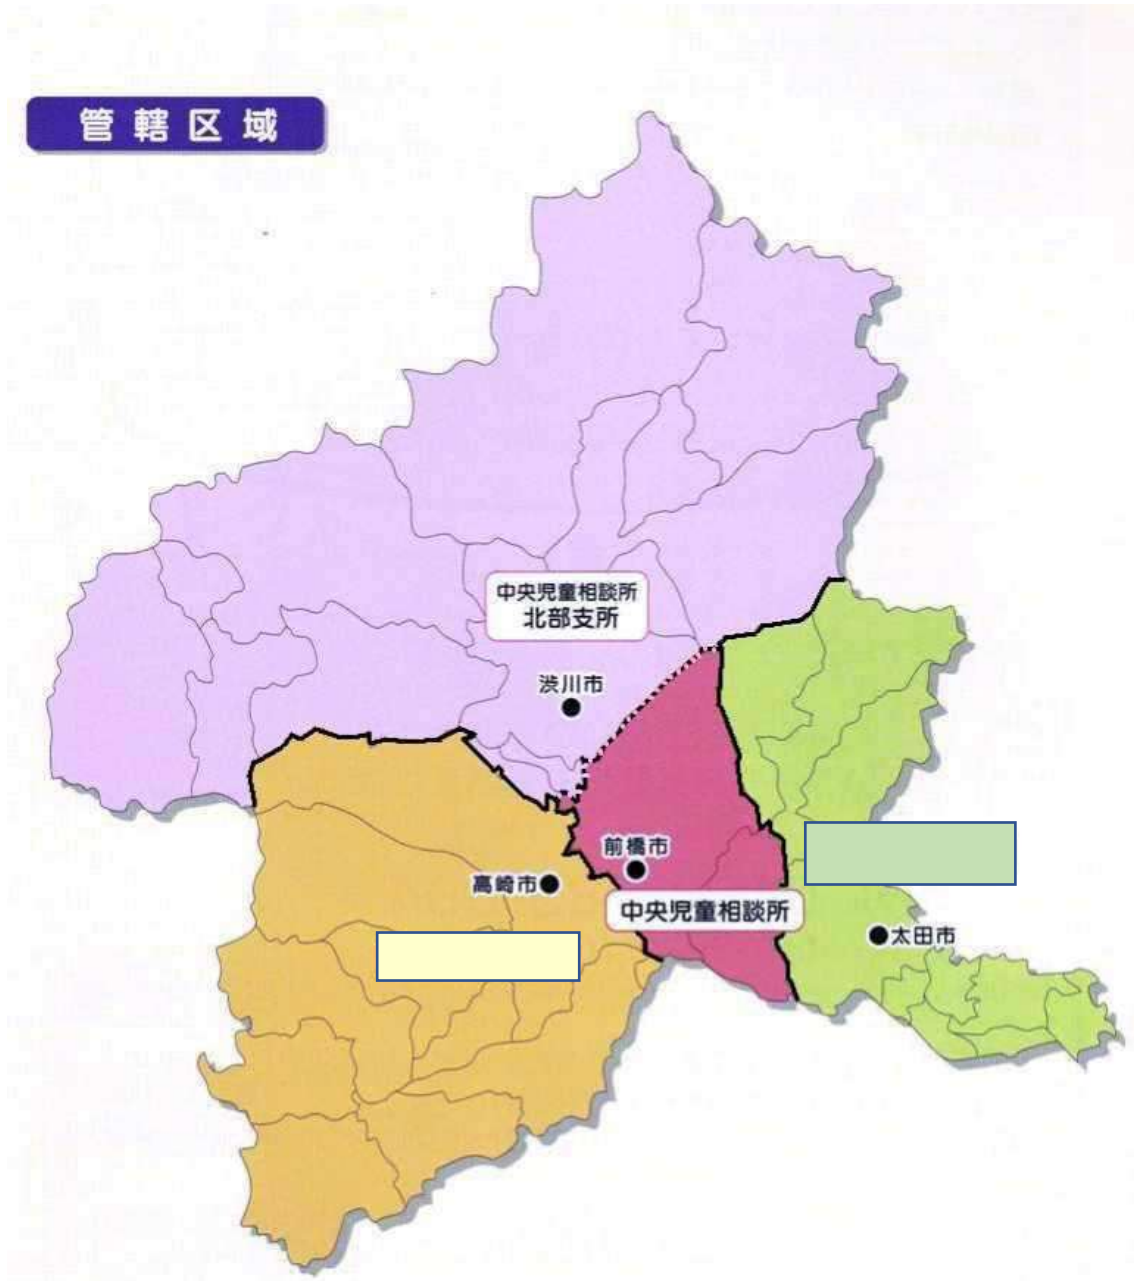 管轄区域
中央児童相談所
北部支所
渋川市
前橋市
高崎市
中央児童相談所
太田市